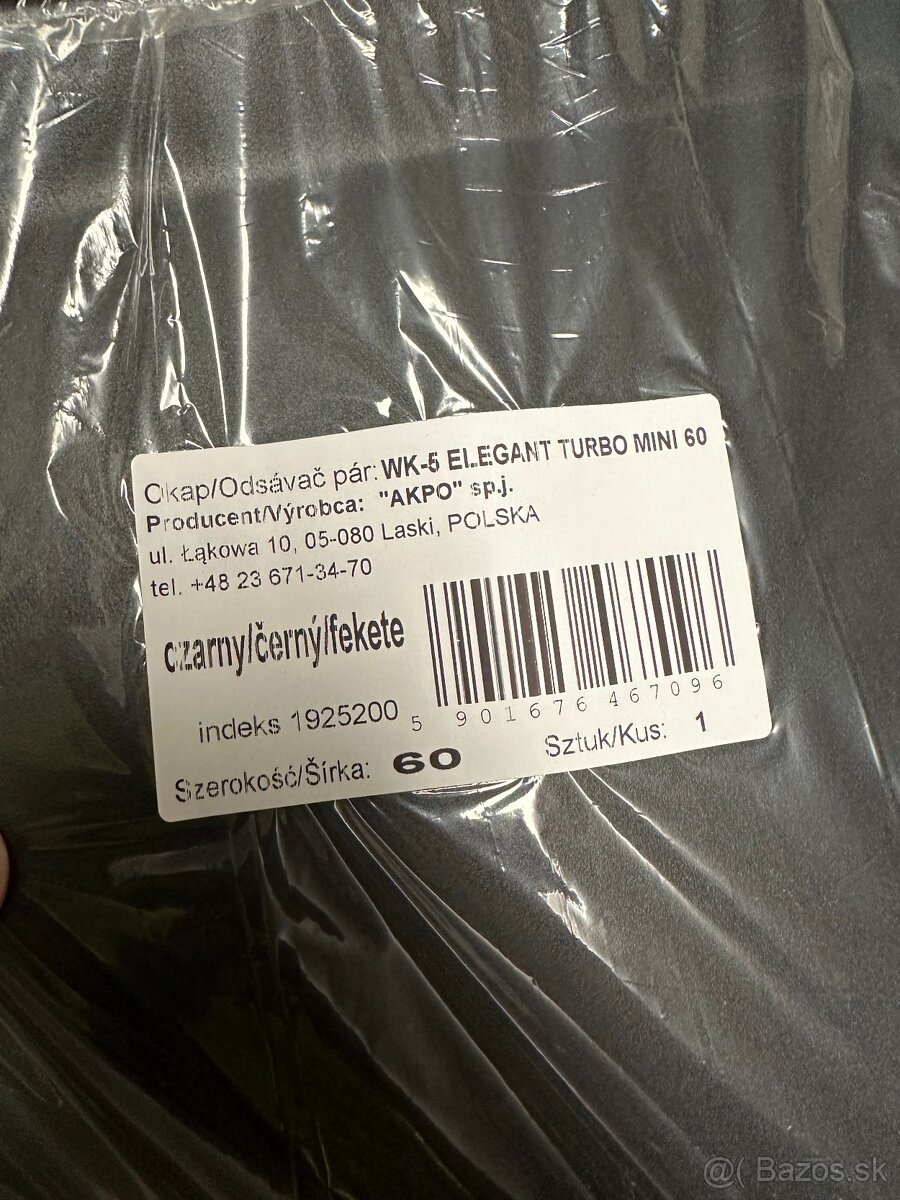 Okap/Odsávač pár: WK-5 ELEGANT TURBO MINI 60
Producent/Výrobca: "AKPO" sp.j.
ul. Łąkowa 10, 05-080 Laski, POLSKA
tel. +48 23 671-34-70
czarny/černý/fekete
indeks 1925200
5 901676 467096
Szerokość/Šírka: 60
Sztuk/Kus: 1
@( Bazos.sk